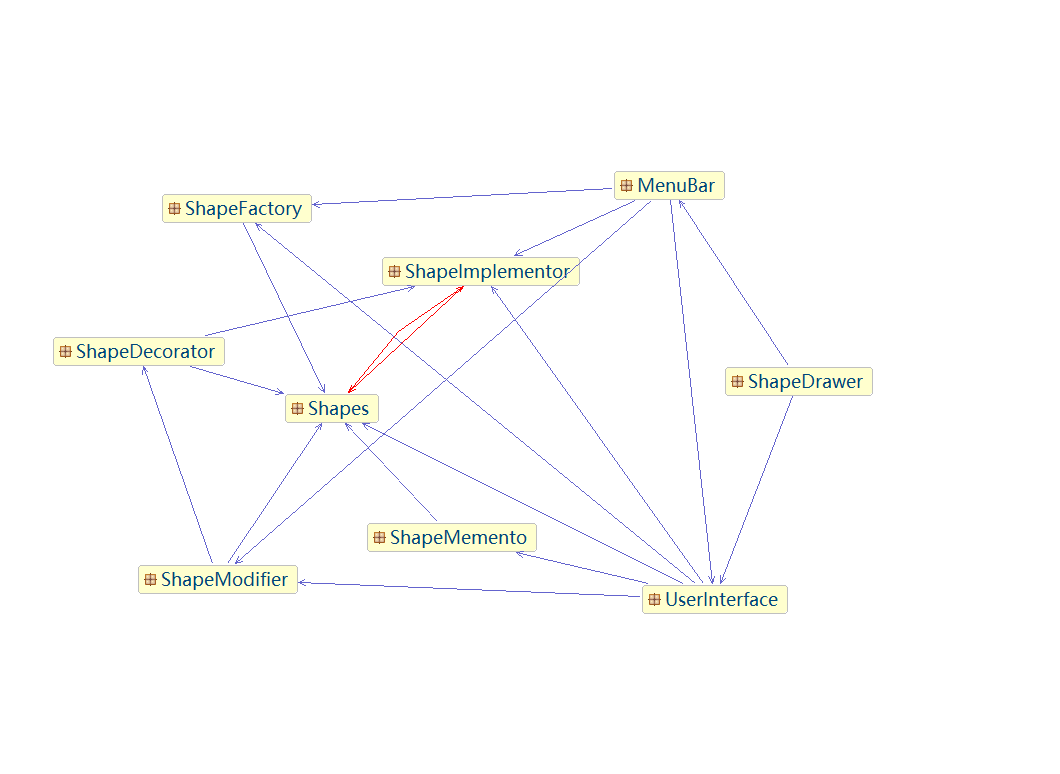 MenuBar
ShapeFactory
ShapeImplementor
ShapeDecorator
ShapeDrawer
Shapes
ShapeMemento
ShapeModifier
UserInterface